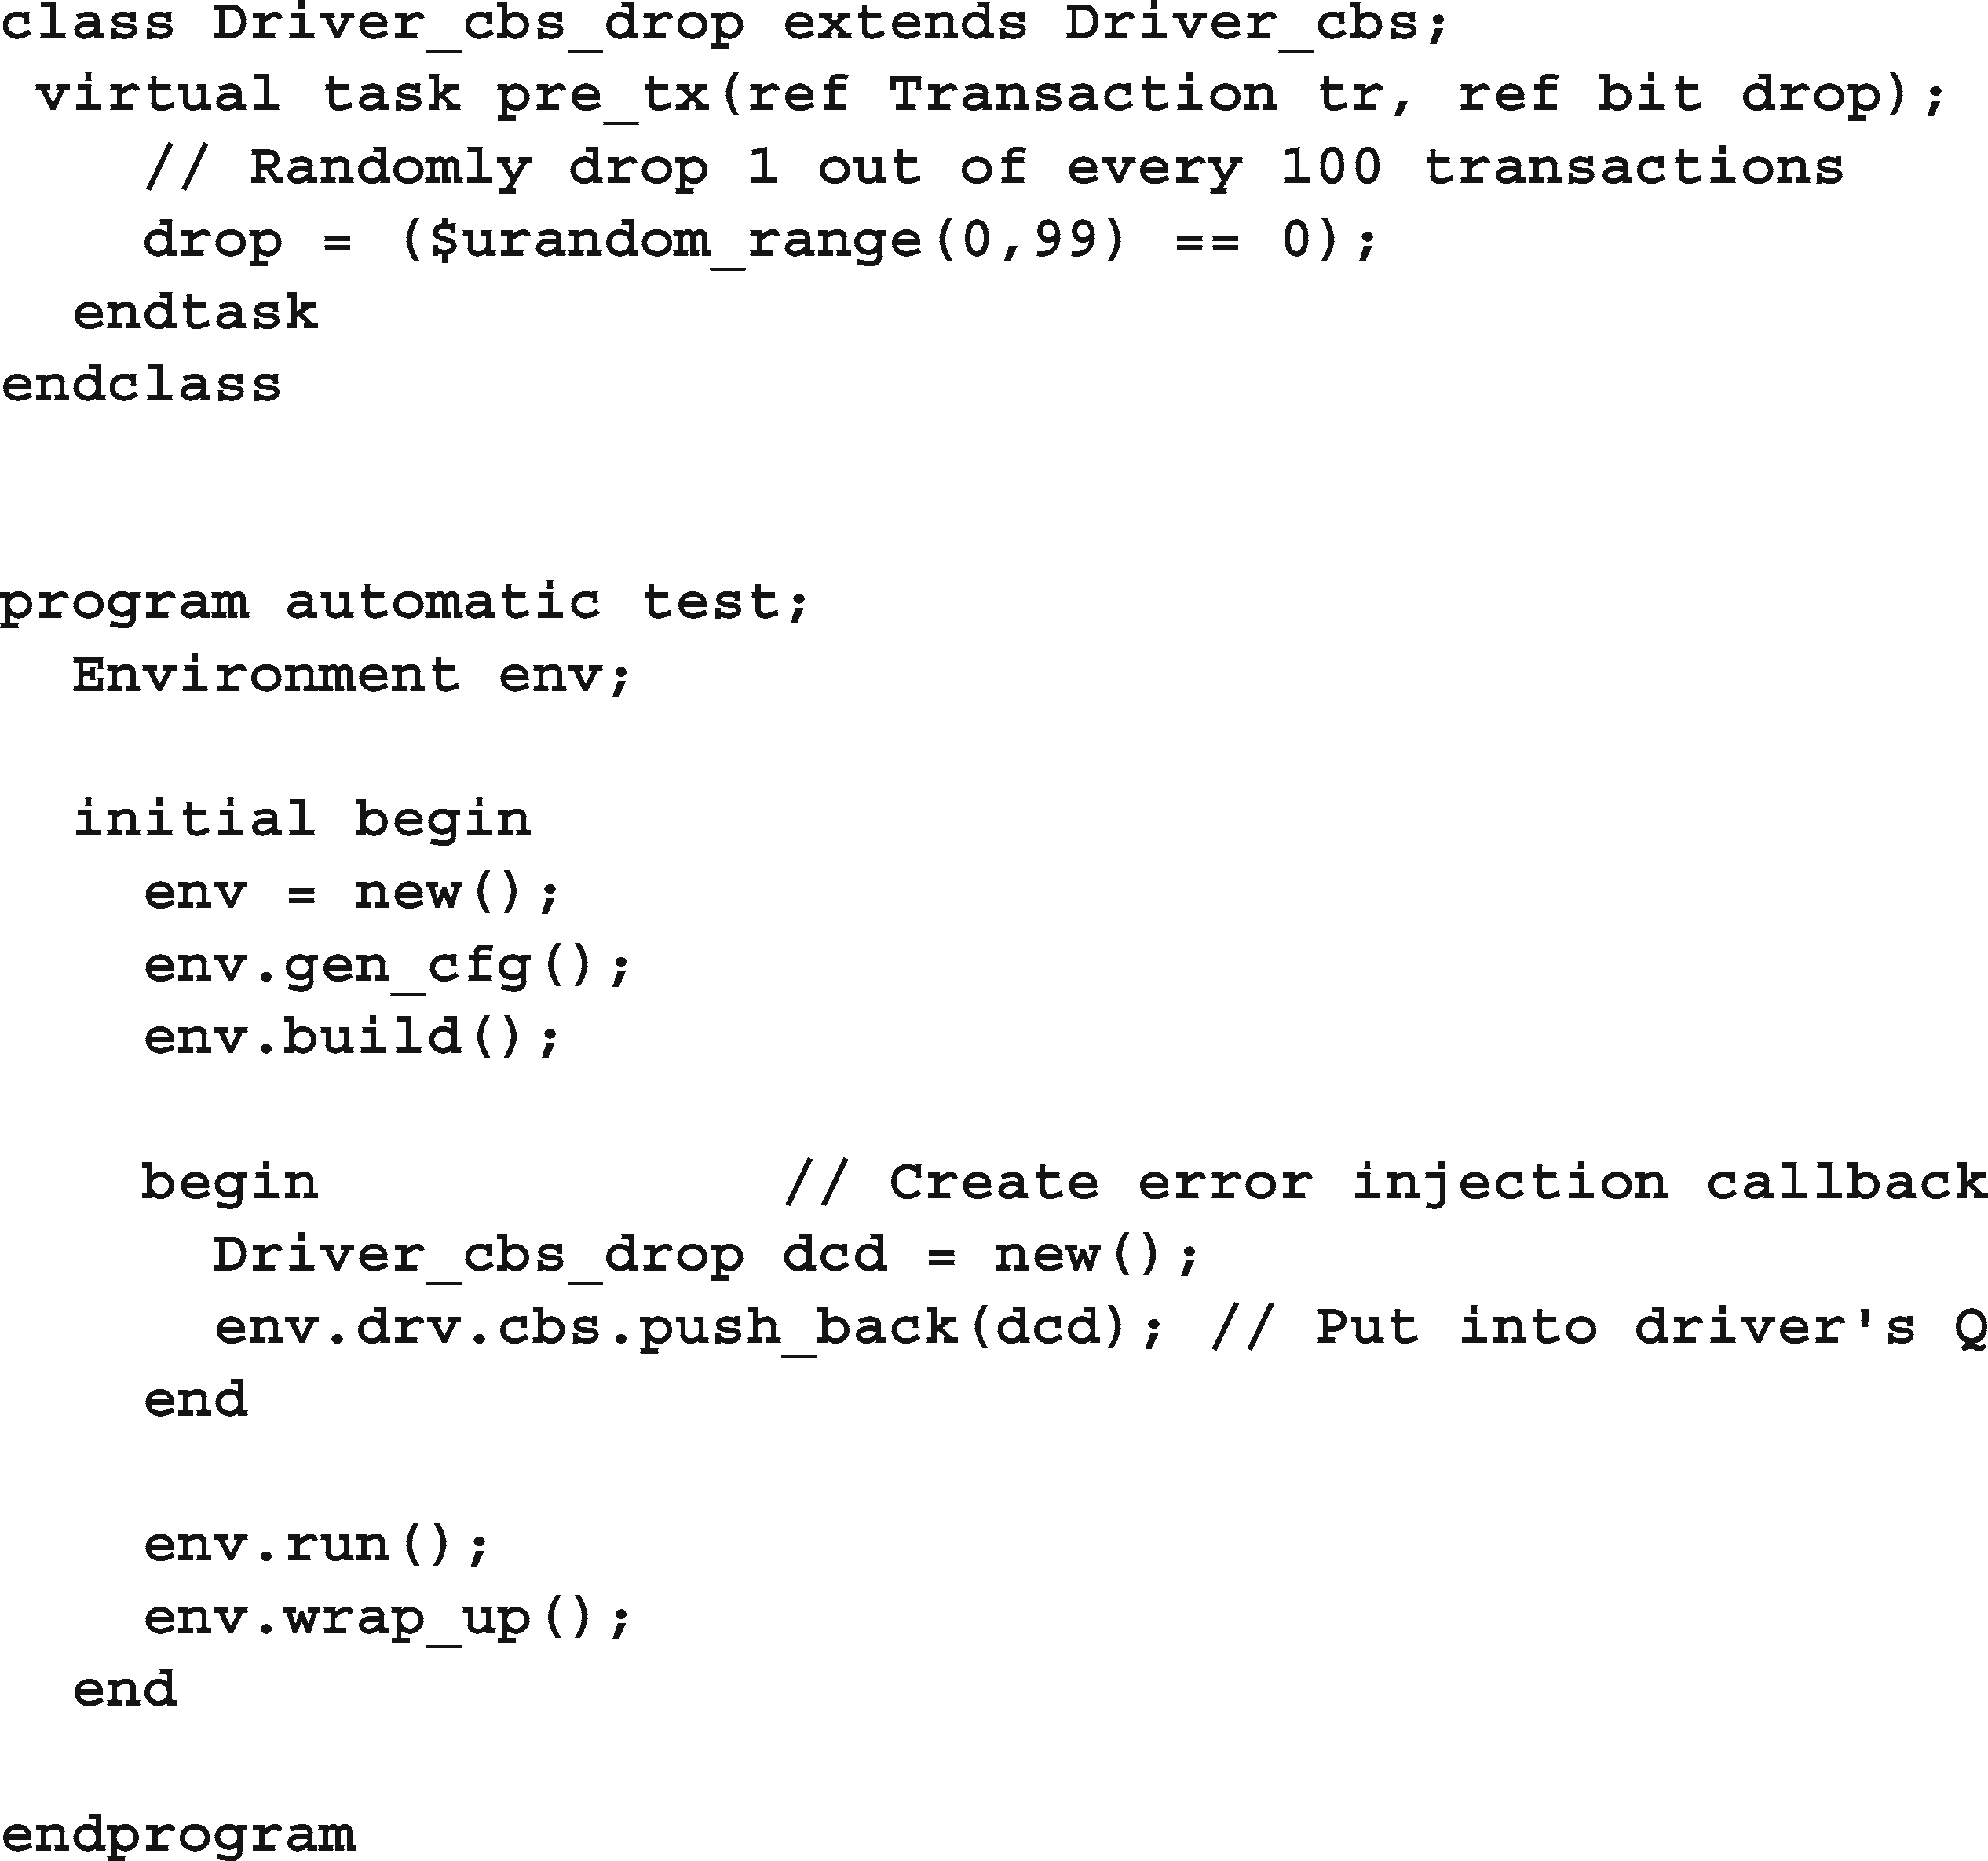 class Driver_cbs_drop extends Driver_cbs;
 virtual task pre_tx(ref Transaction tr, ref bit drop);
    // Randomly drop 1 out of every 100 transactions
    drop = ($urandom_range(0,99) == 0);
  endtask
endclass
program automatic test;
  Environment env;
  initial begin
    env = new();
    env.gen_cfg();
    env.build();
    begin             // Create error injection callback
      Driver_cbs_drop dcd = new();
      env.drv.cbs.push_back(dcd); // Put into driver's Q
    end
    env.run();
    env.wrap_up();
  end
endprogram